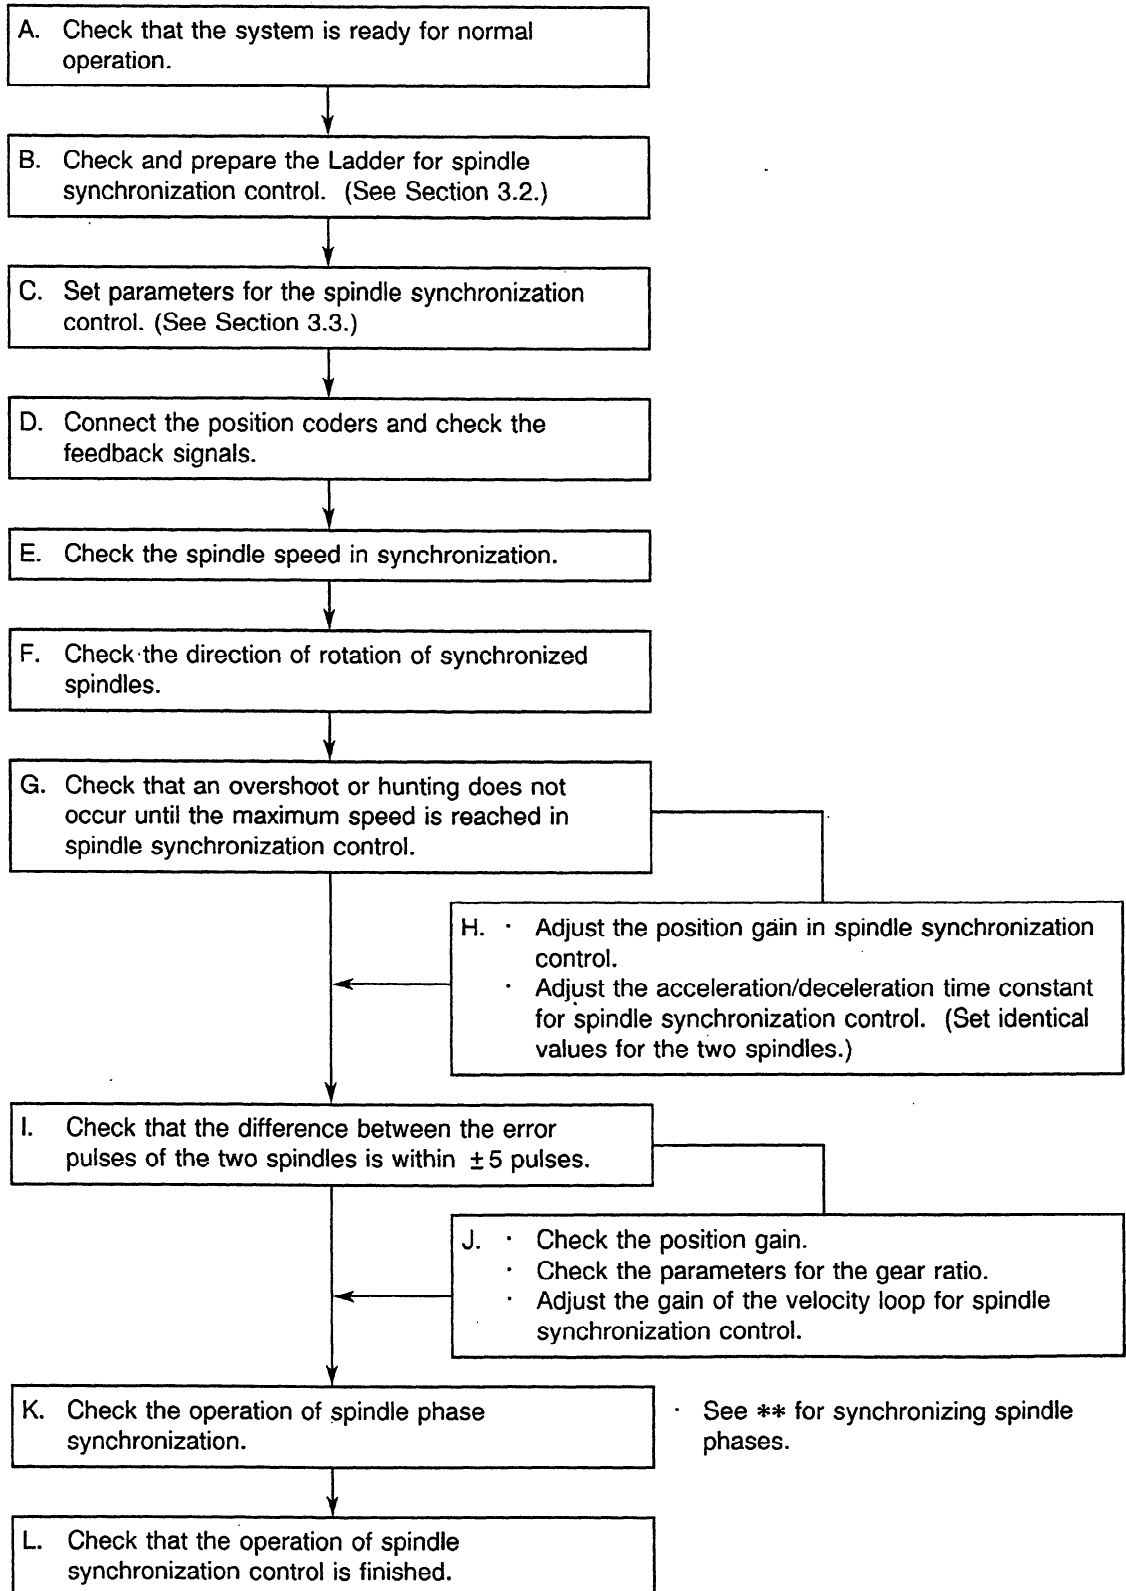 A. Check that the system is ready for normal
operation.
B. Check and prepare the Ladder for spindle
synchronization control. (See Section 3.2.)
C. Set parameters for the spindle synchronization
control. (See Section 3.3.)
D. Connect the position coders and check the
feedback signals.
E. Check the spindle speed in synchronization.
F. Check the direction of rotation of synchronized
spindles.
G. Check that an overshoot or hunting does not
occur until the maximum speed is reached in
spindle synchronization control.
H. · Adjust the position gain in spindle synchronization
control.
· Adjust the acceleration/deceleration time constant
for spindle synchronization control. (Set identical
values for the two spindles.)
I. Check that the difference between the error
pulses of the two spindles is within ±5 pulses.
J. · Check the position gain.
· Check the parameters for the gear ratio.
· Adjust the gain of the velocity loop for spindle
synchronization control.
K. Check the operation of spindle phase
synchronization.
· See ** for synchronizing spindle
phases.
L. Check that the operation of spindle
synchronization control is finished.